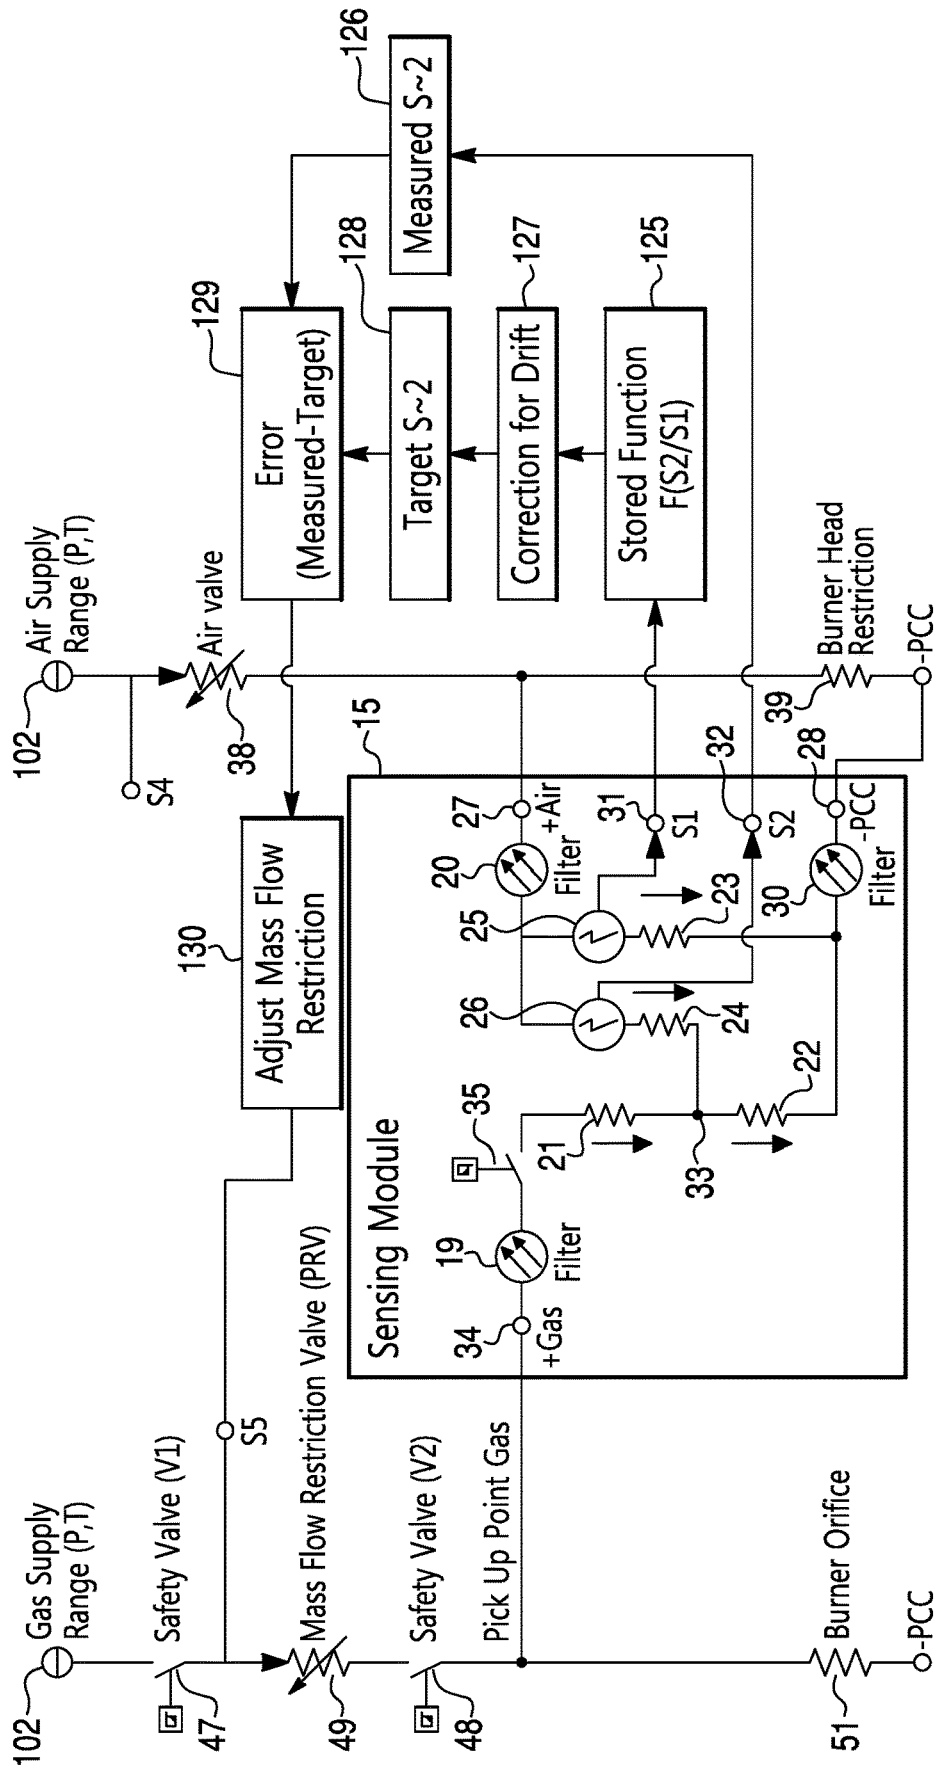 102
Gas Supply
Range (P,T)
Safety Valve (V1)
47
S5
Mass Flow Restriction Valve (PRV)
49
Safety Valve (V2)
48
Pick Up Point Gas
Burner Orifice
51
-PCC
130
Adjust Mass Flow
Restriction
Sensing Module
15
34
+Gas
19
Filter
35
21
33
22
26
24
25
23
20
Filter
27
+Air
31
S1
32
S2
30
Filter
28
-PCC
102
Air Supply
Range (P,T)
S4
Air valve
38
39
Burner Head
Restriction
-PCC
129
Error
(Measured-Target)
128
Target S~2
127
Correction for Drift
125
Stored Function
F(S2/S1)
126
Measured S~2